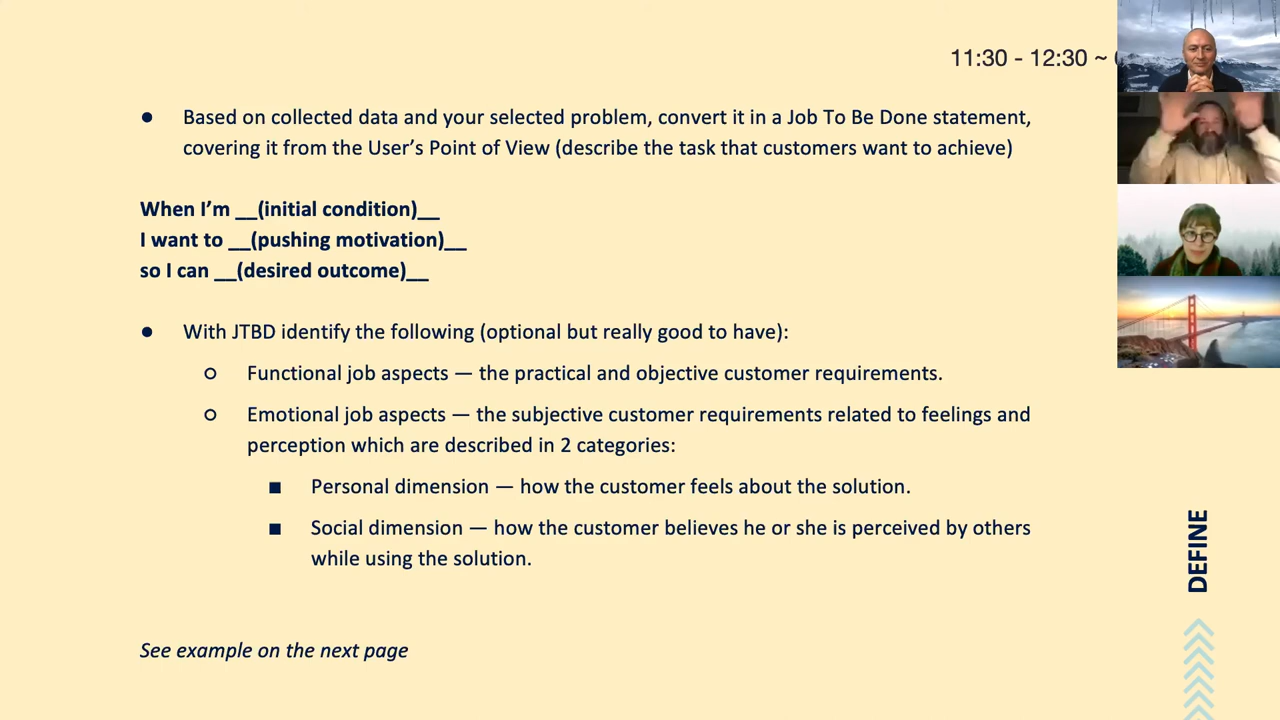 11:30 - 12:30 ~
● Based on collected data and your selected problem, convert it in a Job To Be Done statement,
covering it from the User’s Point of View (describe the task that customers want to achieve)
When I’m __(initial condition)__
I want to __(pushing motivation)__
so I can __(desired outcome)__
● With JTBD identify the following (optional but really good to have):
○ Functional job aspects — the practical and objective customer requirements.
○ Emotional job aspects — the subjective customer requirements related to feelings and
perception which are described in 2 categories:
■ Personal dimension — how the customer feels about the solution.
■ Social dimension — how the customer believes he or she is perceived by others
while using the solution.
DEFINE
See example on the next page